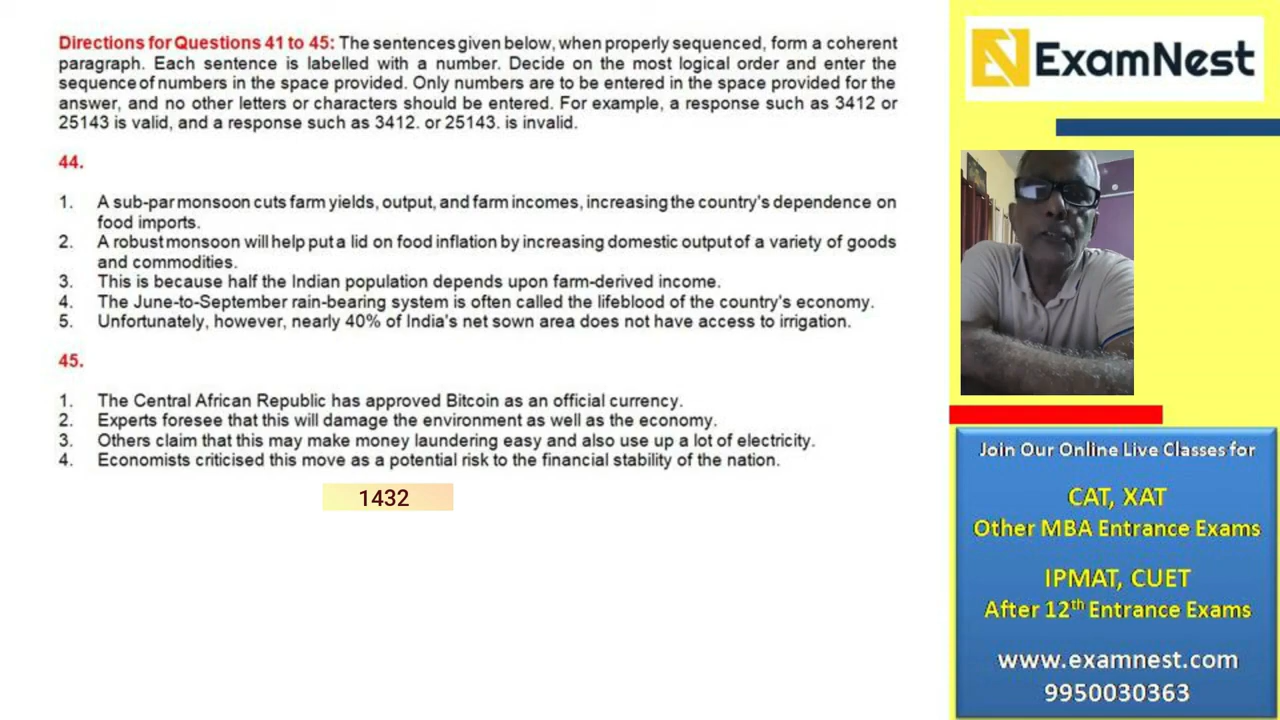 Directions for Questions 41 to 45: The sentences given below, when properly sequenced, form a coherent
paragraph. Each sentence is labelled with a number. Decide on the most logical order and enter the
sequence of numbers in the space provided. Only numbers are to be entered in the space provided for the
answer, and no other letters or characters should be entered. For example, a response such as 3412 or
25143 is valid, and a response such as 3412. or 25143. is invalid.
44.
1. A sub-par monsoon cuts farm yields, output, and farm incomes, increasing the country's dependence on
food imports.
2. A robust monsoon will help put a lid on food inflation by increasing domestic output of a variety of goods
and commodities.
3. This is because half the Indian population depends upon farm-derived income.
4. The June-to-September rain-bearing system is often called the lifeblood of the country's economy.
5. Unfortunately, however, nearly 40% of India's net sown area does not have access to irrigation.
45.
1. The Central African Republic has approved Bitcoin as an official currency.
2. Experts foresee that this will damage the environment as well as the economy.
3. Others claim that this may make money laundering easy and also use up a lot of electricity.
4. Economists criticised this move as a potential risk to the financial stability of the nation.
1432
ExamNest
Join Our Online Live Classes for
CAT, XAT
Other MBA Entrance Exams
IPMAT, CUET
After 12th Entrance Exams
www.examnest.com
9950030363